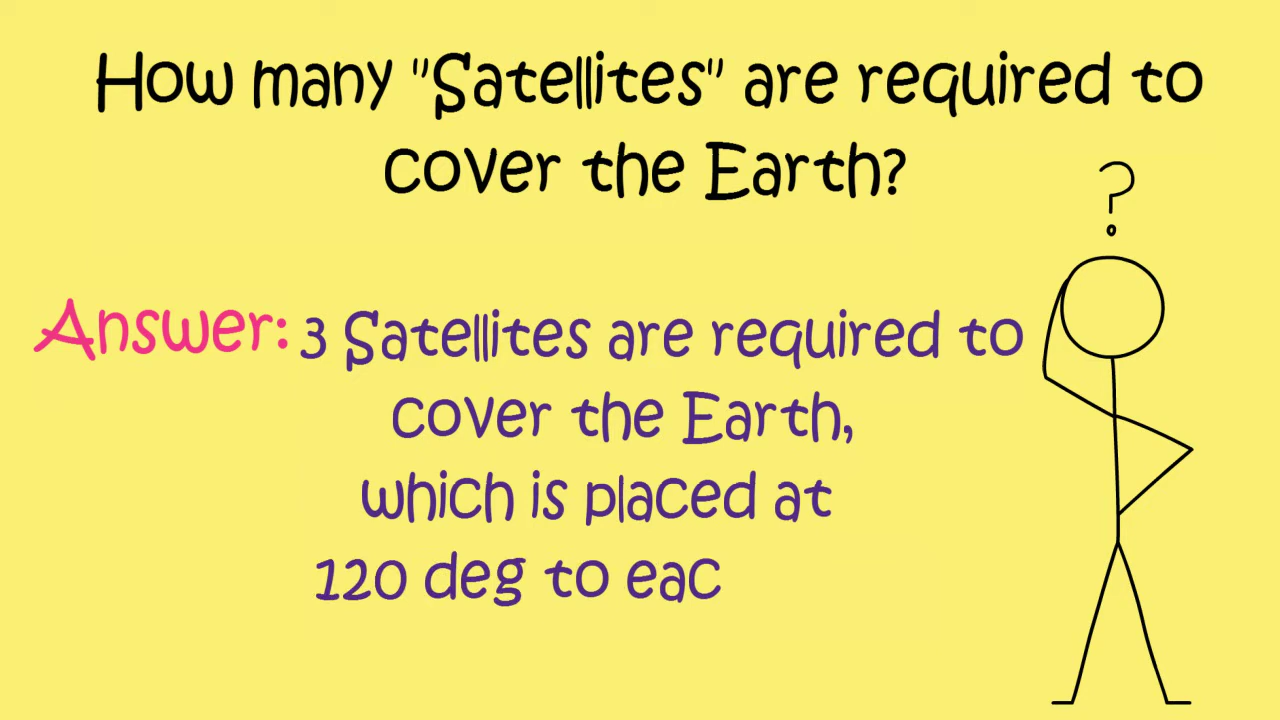 How many "Satellites" are required to
cover the Earth?
?
Answer: 3 Satellites are required to
cover the Earth,
which is placed at
120 deg to eac